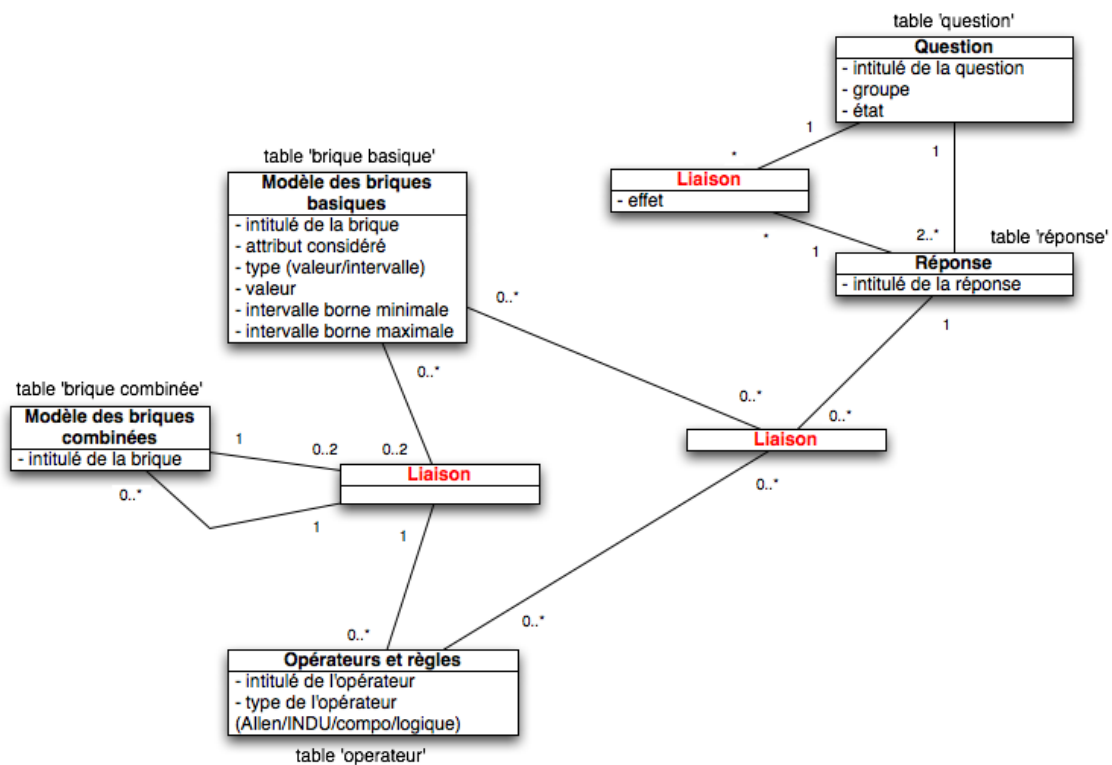 table 'question'
Question
- intitulé de la question
- groupe
- état
1
1
*
table 'brique basique'
Modèle des briques
basiques
- intitulé de la brique
- attribut considéré
- type (valeur/intervalle)
- valeur
- intervalle borne minimale
- intervalle borne maximale
Liaison
- effet
*
1
2..*
table 'réponse'
Réponse
- intitulé de la réponse
0..*
1
0..*
0..*
0..*
table 'brique combinée'
Modèle des briques
combinées
- intitulé de la brique
1
0..2
0..2
Liaison
Liaison
0..*
1
1
0..*
0..*
0..*
Opérateurs et règles
- intitulé de l'opérateur
- type de l'opérateur
(Allen/INDU/compo/logique)
table 'operateur'